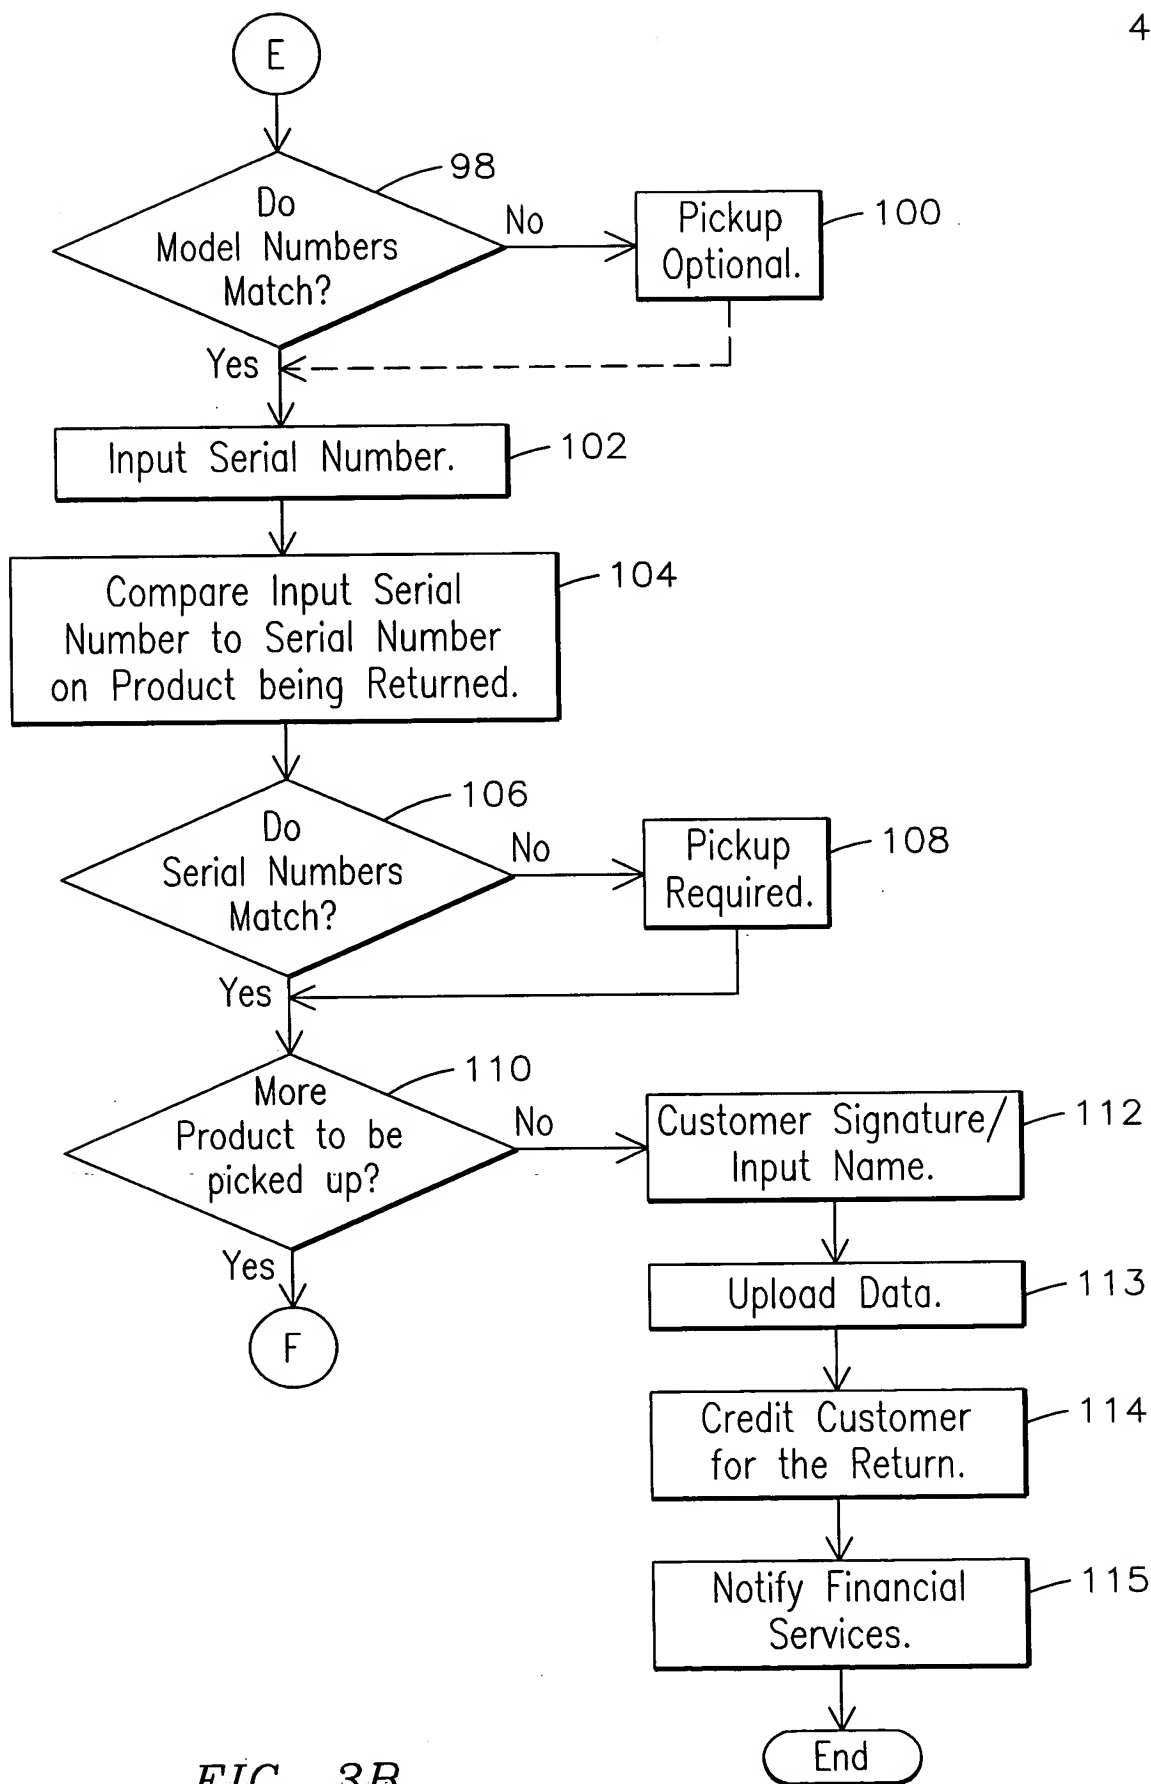 4
E
98
Do
Model Numbers
Match?
No
Pickup
Optional.
100
Yes
Input Serial Number.
102
Compare Input Serial
Number to Serial Number
on Product being Returned.
104
106
Do
Serial Numbers
Match?
No
Pickup
Required.
108
Yes
110
More
Product to be
picked up?
No
Customer Signature/
Input Name.
112
Yes
F
Upload Data.
113
Credit Customer
for the Return.
114
Notify Financial
Services.
115
End
FIG. 3B